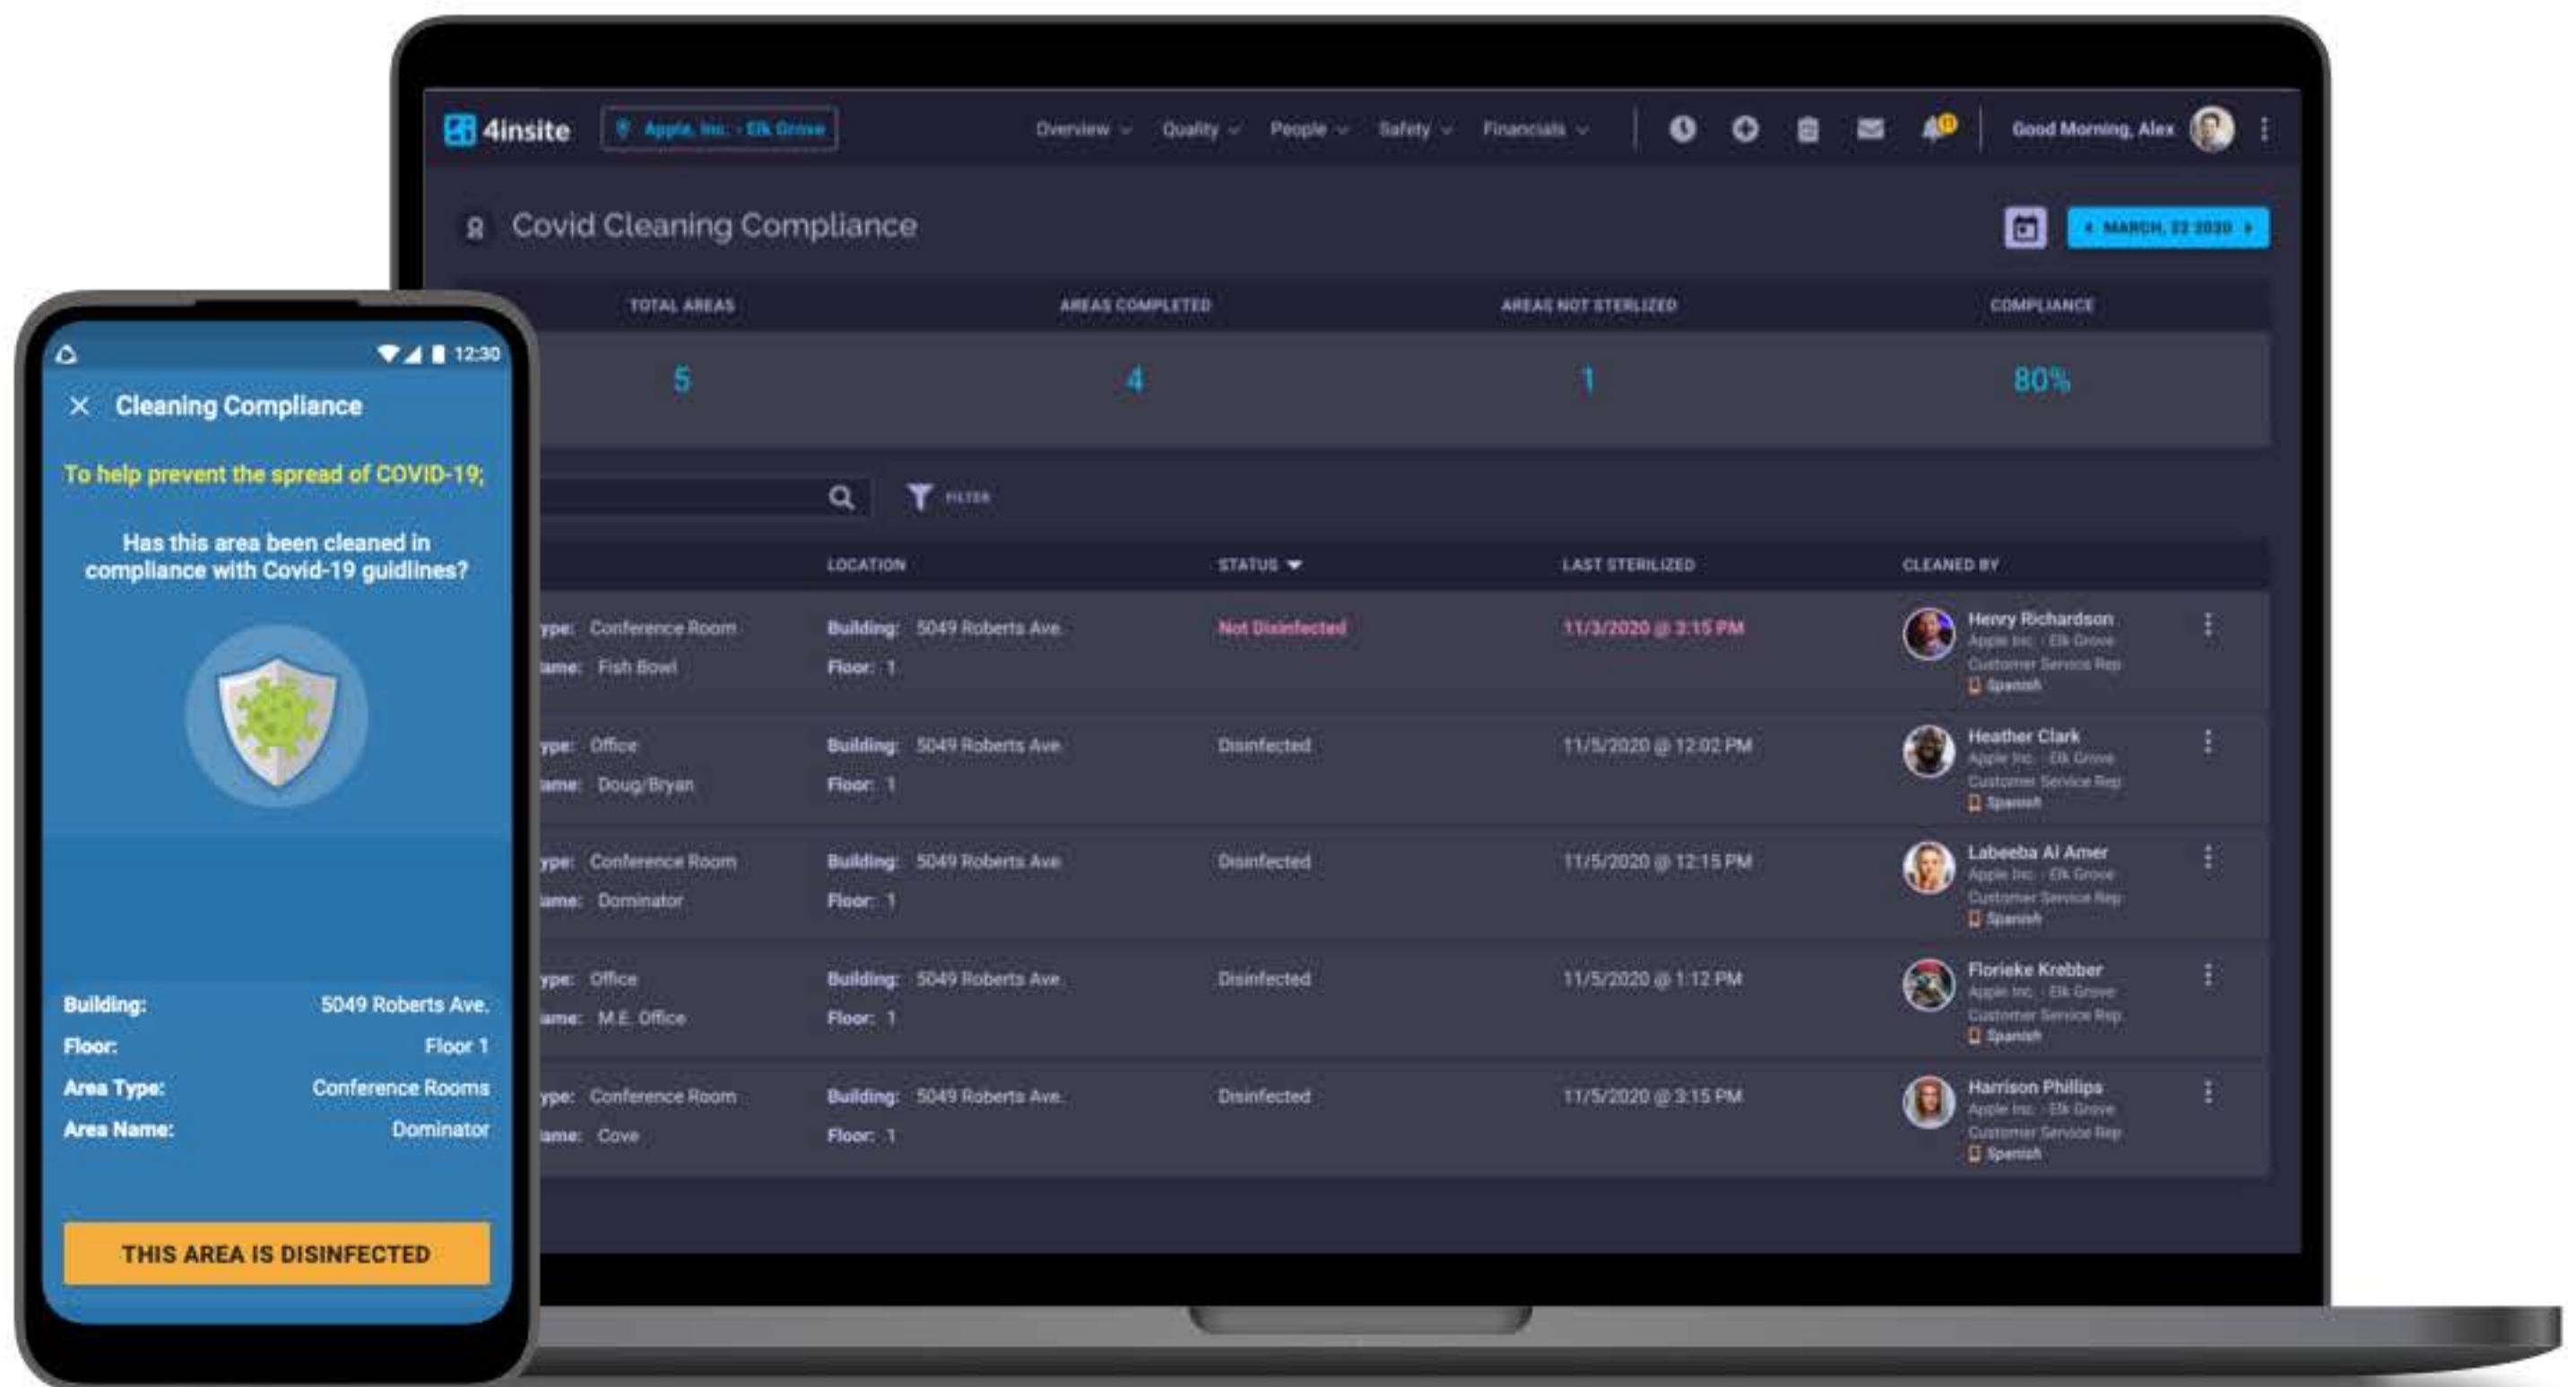 4insite
Apple, Inc. - Elk Grove
Overview
Quality
People
Safety
Financials
11
Good Morning, Alex
Covid Cleaning Compliance
MARCH, 22 2020
TOTAL AREAS
AREAS COMPLETED
AREAS NOT STERLIZED
COMPLIANCE
5
4
1
80%
FILTER
LOCATION
STATUS
LAST STERILIZED
CLEANED BY
ype: Conference Room
ame: Fish Bowl
Building: 5049 Roberts Ave.
Floor: 1
Not Disinfected
11/3/2020 @ 3:15 PM
Henry Richardson
Apple Inc. - Elk Grove
Customer Service Rep
Spanish
ype: Office
ame: Doug/Bryan
Building: 5049 Roberts Ave.
Floor: 1
Disinfected
11/5/2020 @ 12:02 PM
Heather Clark
Apple Inc. - Elk Grove
Customer Service Rep
Spanish
ype: Conference Room
ame: Dominator
Building: 5049 Roberts Ave.
Floor: 1
Disinfected
11/5/2020 @ 12:15 PM
Labeeba Al Amer
Apple Inc. - Elk Grove
Customer Service Rep
Spanish
ype: Office
ame: M.E. Office
Building: 5049 Roberts Ave.
Floor: 1
Disinfected
11/5/2020 @ 1:12 PM
Florieke Krebber
Apple Inc. - Elk Grove
Customer Service Rep
Spanish
ype: Conference Room
ame: Cove
Building: 5049 Roberts Ave.
Floor: 1
Disinfected
11/5/2020 @ 3:15 PM
Harrison Phillips
Apple Inc. - Elk Grove
Customer Service Rep
Spanish
12:30
Cleaning Compliance
To help prevent the spread of COVID-19;
Has this area been cleaned in
compliance with Covid-19 guidlines?
Building: 5049 Roberts Ave.
Floor: Floor 1
Area Type: Conference Rooms
Area Name: Dominator
THIS AREA IS DISINFECTED